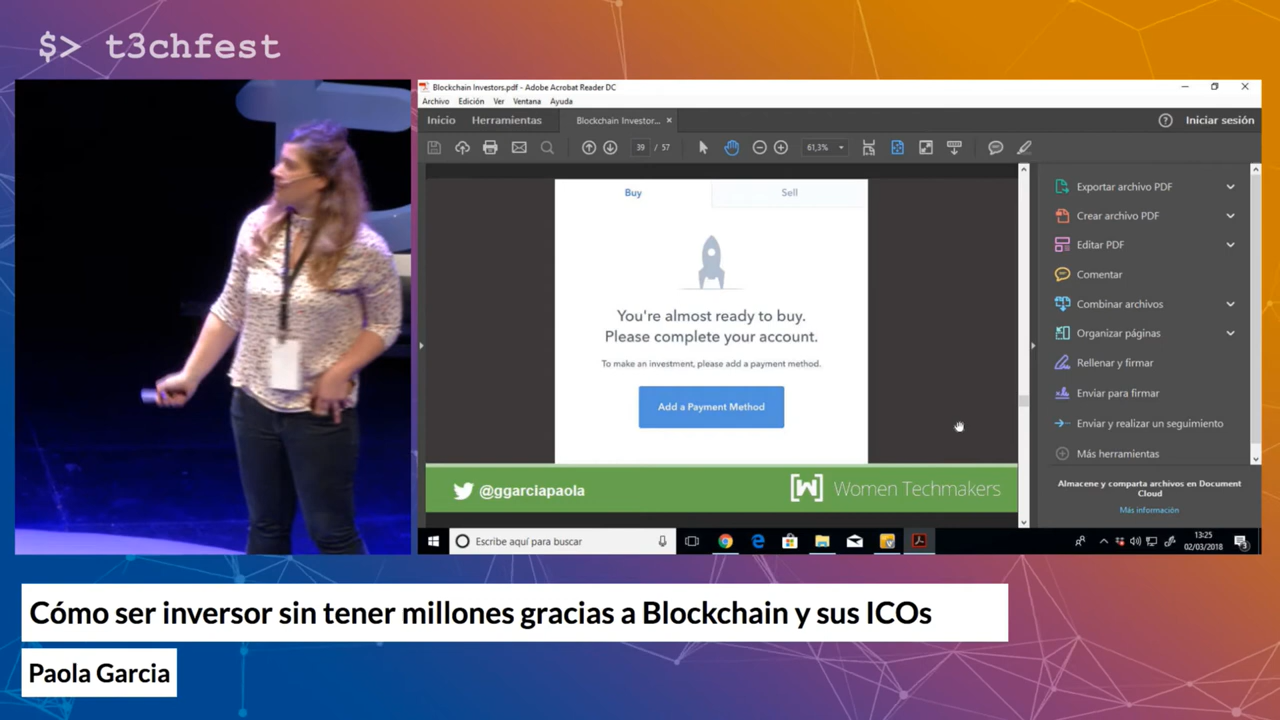 $> t3chfest
Blockchain Investors.pdf - Adobe Acrobat Reader DC
Archivo Edición Ver Ventana Ayuda
Inicio Herramientas Blockchain Investor... × Iniciar sesión
39 / 57 61,3%
Buy Sell
You're almost ready to buy.
Please complete your account.
To make an investment, please add a payment method.
Add a Payment Method
@ggarciapaola
[W] Women Techmakers
Exportar archivo PDF
Crear archivo PDF
Editar PDF
Comentar
Combinar archivos
Organizar páginas
Rellenar y firmar
Enviar para firmar
Enviar y realizar un seguimiento
Más herramientas
Almacene y comparta archivos en Document
Cloud
Más información
Escribe aquí para buscar
13:25
02/03/2018
3
Cómo ser inversor sin tener millones gracias a Blockchain y sus ICOs
Paola Garcia